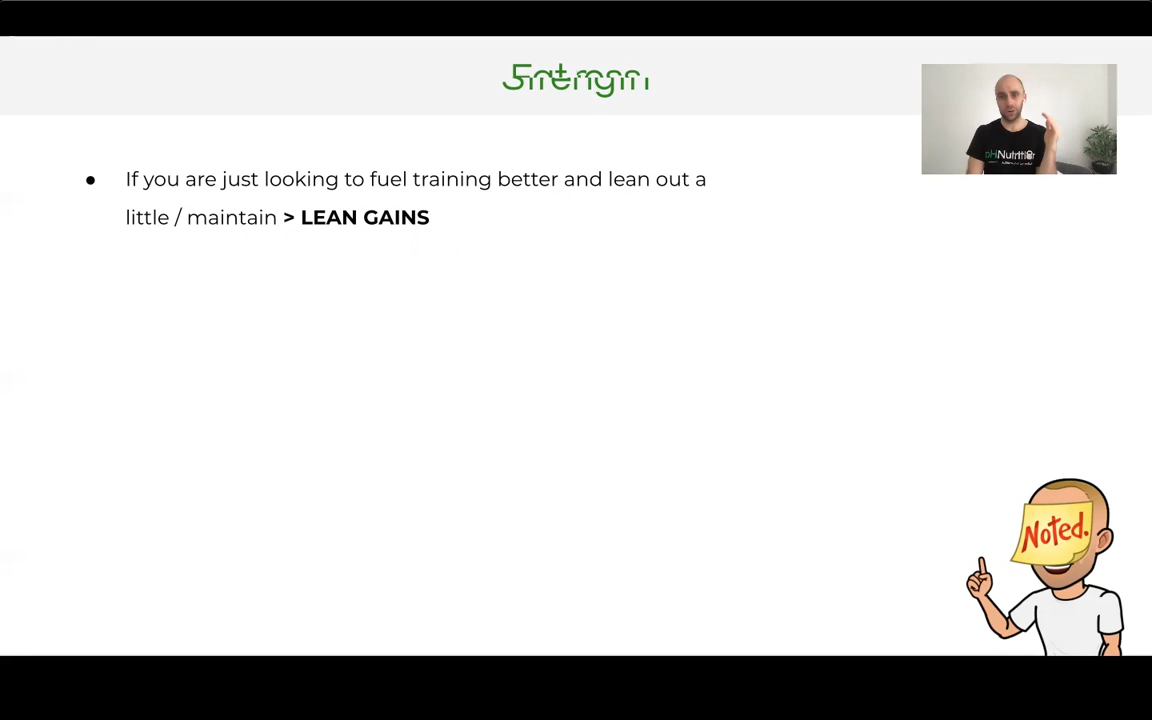 ● If you are just looking to fuel training better and lean out a
little / maintain > LEAN GAINS
Noted.